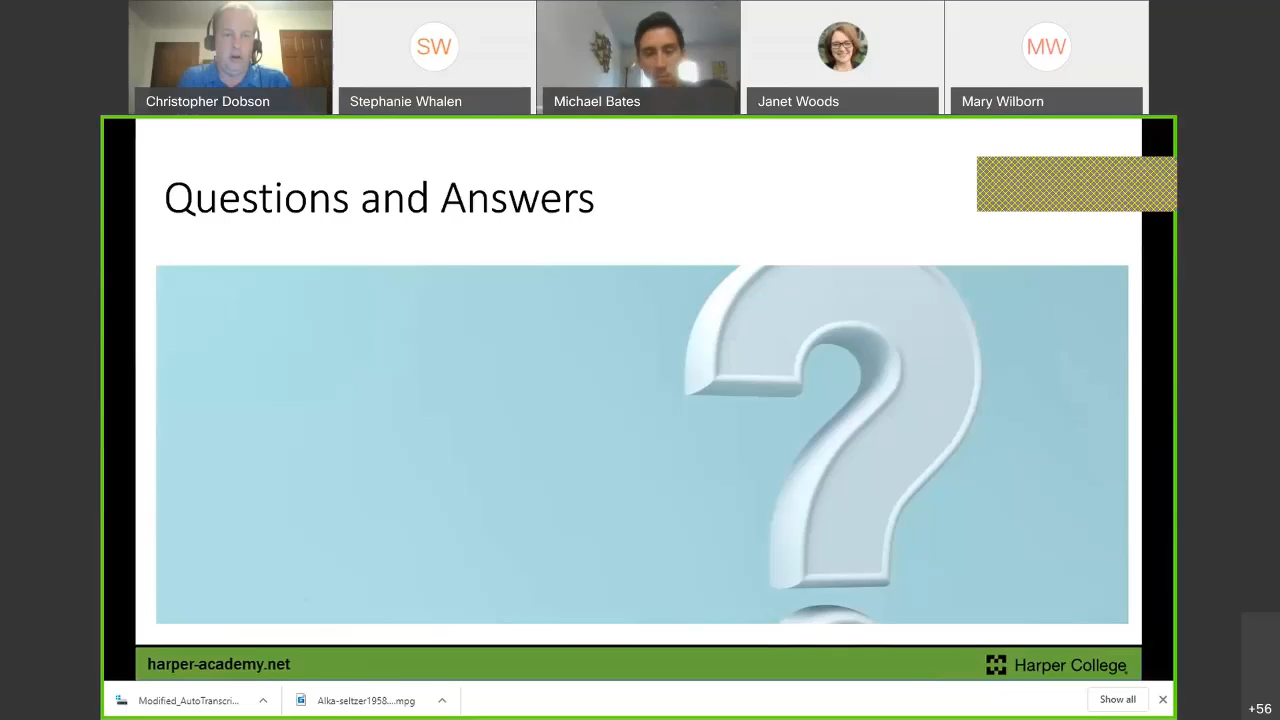 SW
MW
Christopher Dobson
Stephanie Whalen
Michael Bates
Janet Woods
Mary Wilborn
Questions and Answers
harper-academy.net
Harper College
Modified_AutoTranscri...
Alka-seltzer1958....mpg
Show all
+56